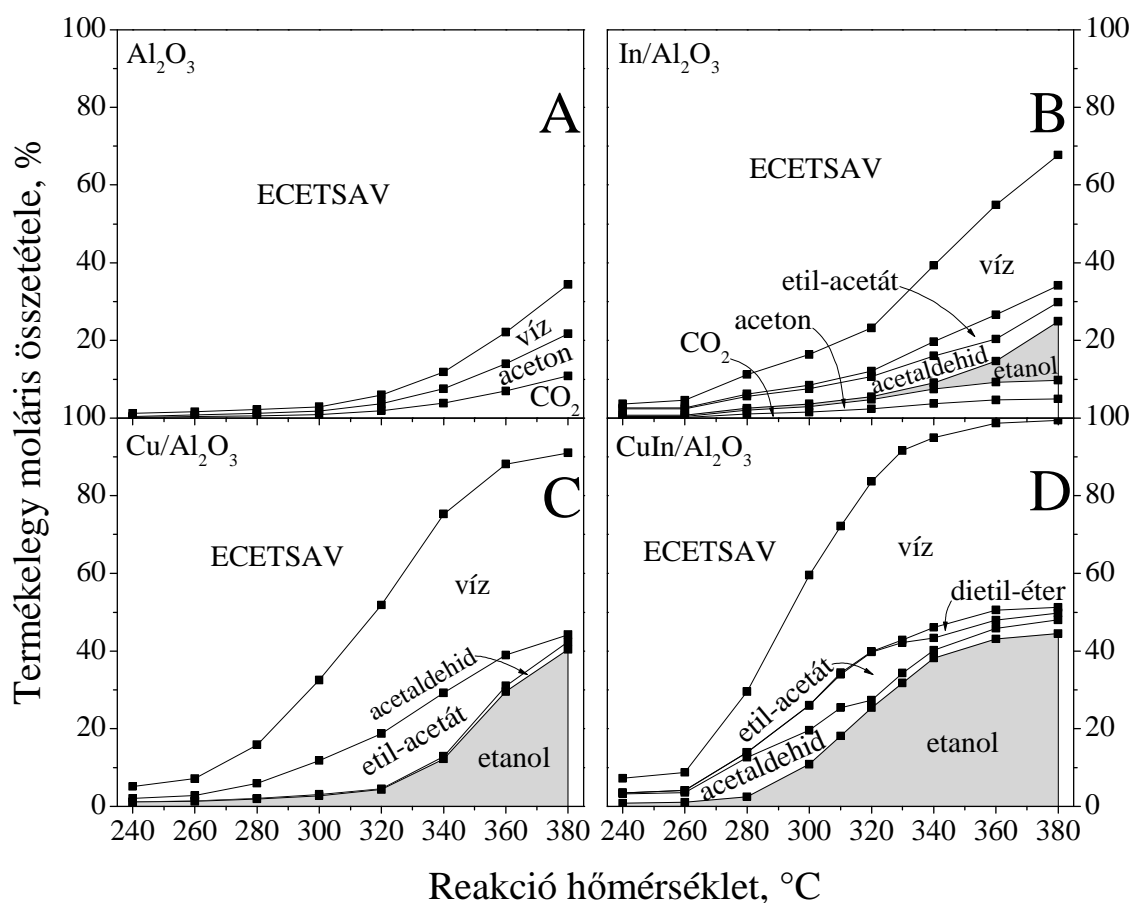 Termékelegy moláris összetétele, %
100
80
60
40
20
100
80
60
40
20
0
Al₂O₃
A
ECETSAV
víz
aceton
CO₂
In/Al₂O₃
B
ECETSAV
víz
etil-acetát
aceton
CO₂
acetaldehid
etanol
100
80
60
40
20
100
80
60
40
20
0
Cu/Al₂O₃
C
ECETSAV
víz
acetaldehid
etil-acetát
etanol
CuIn/Al₂O₃
D
ECETSAV
víz
dietil-éter
etil-acetát
acetaldehid
etanol
240 260 280 300 320 340 360 380
240 260 280 300 320 340 360 380
Reakció hőmérséklet, °C